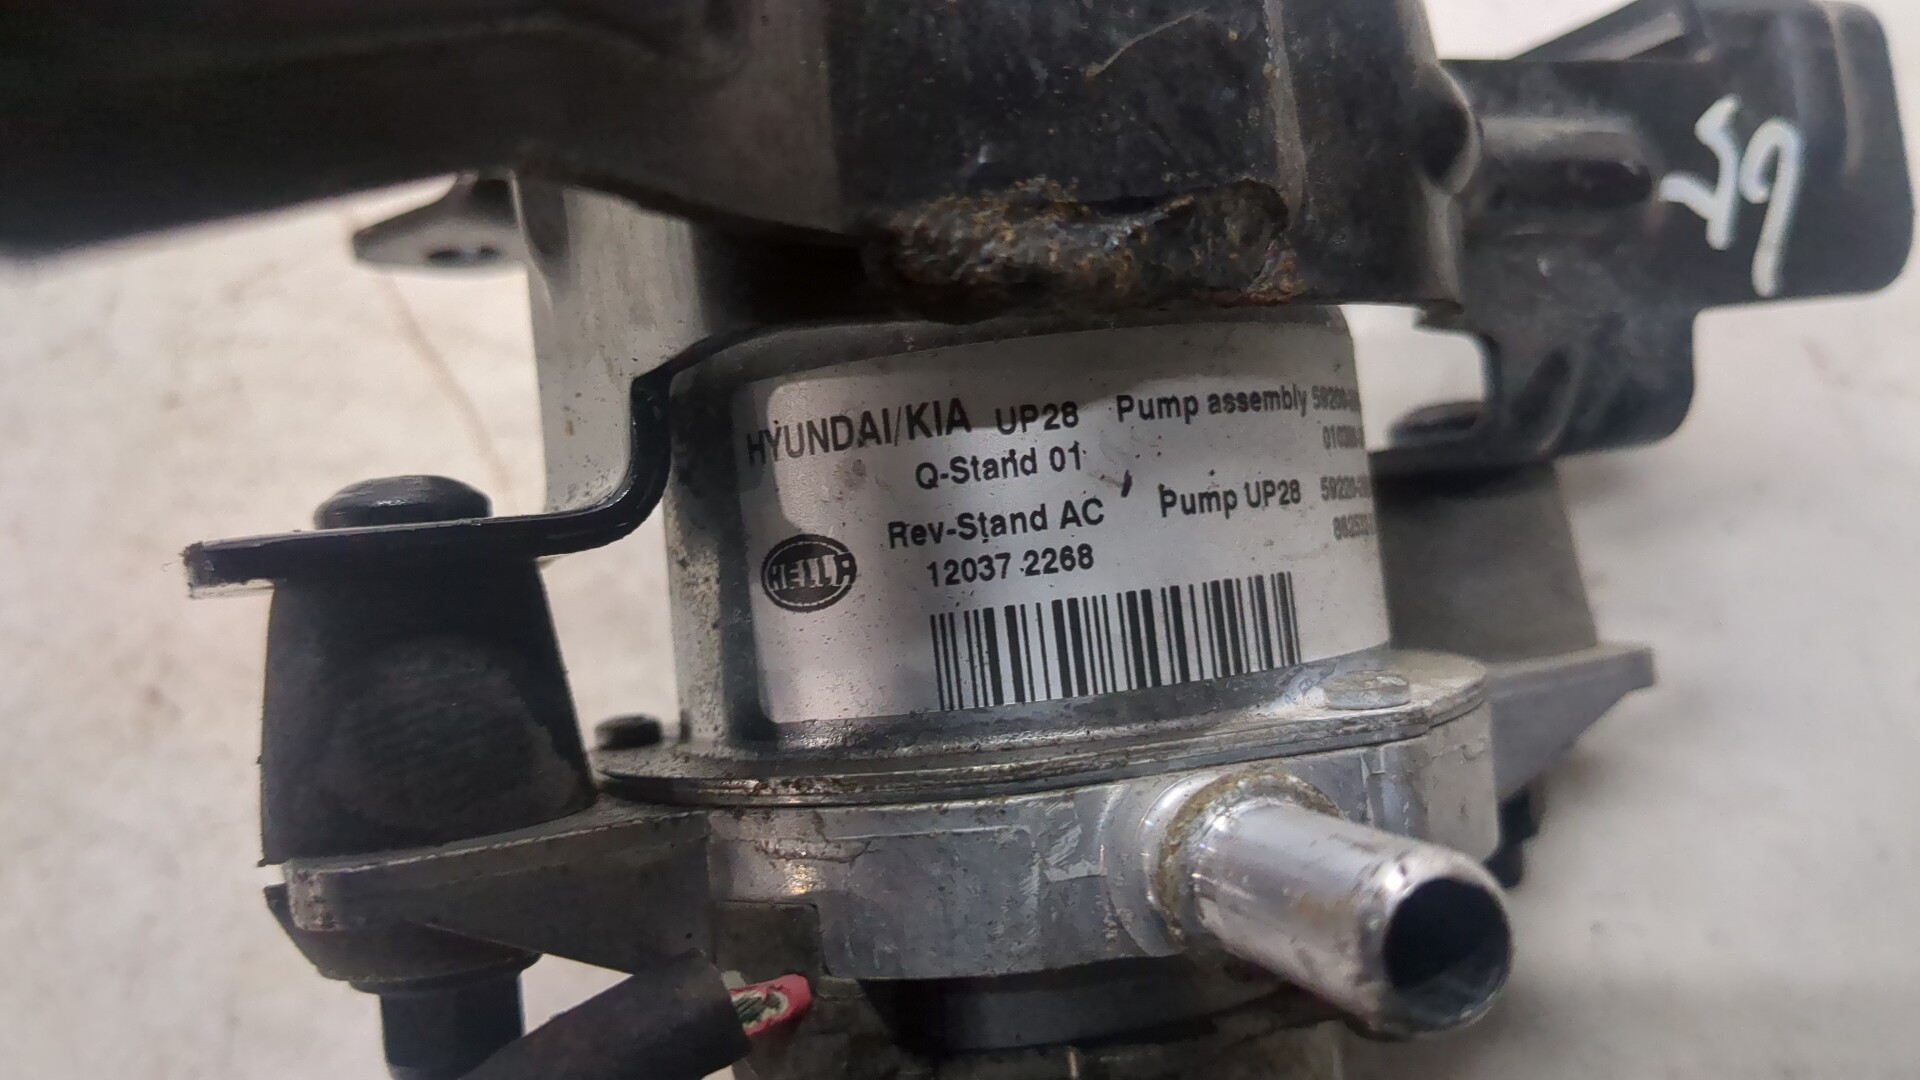 HYUNDAI/KIA UP28 Pump assembly
Q-Stand 01
Rev-Stand AC Pump UP28
12037 2268
HELLA